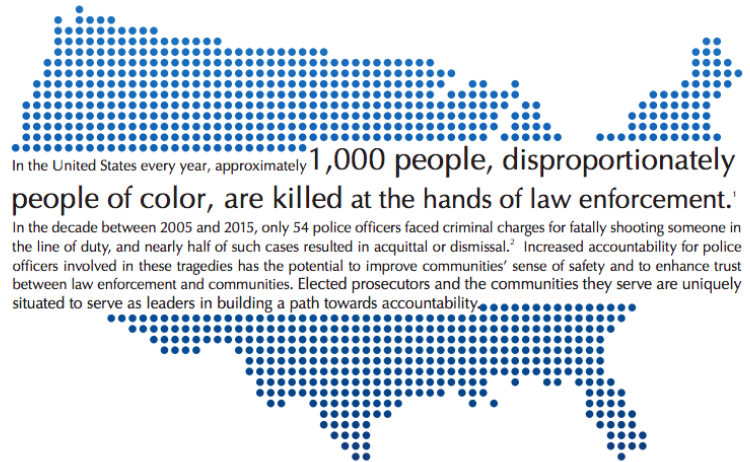 In the United States every year, approximately 1,000 people, disproportionately
people of color, are killed at the hands of law enforcement.1
In the decade between 2005 and 2015, only 54 police officers faced criminal charges for fatally shooting someone in
the line of duty, and nearly half of such cases resulted in acquittal or dismissal.2 Increased accountability for police
officers involved in these tragedies has the potential to improve communities’ sense of safety and to enhance trust
between law enforcement and communities. Elected prosecutors and the communities they serve are uniquely
situated to serve as leaders in building a path towards accountability.